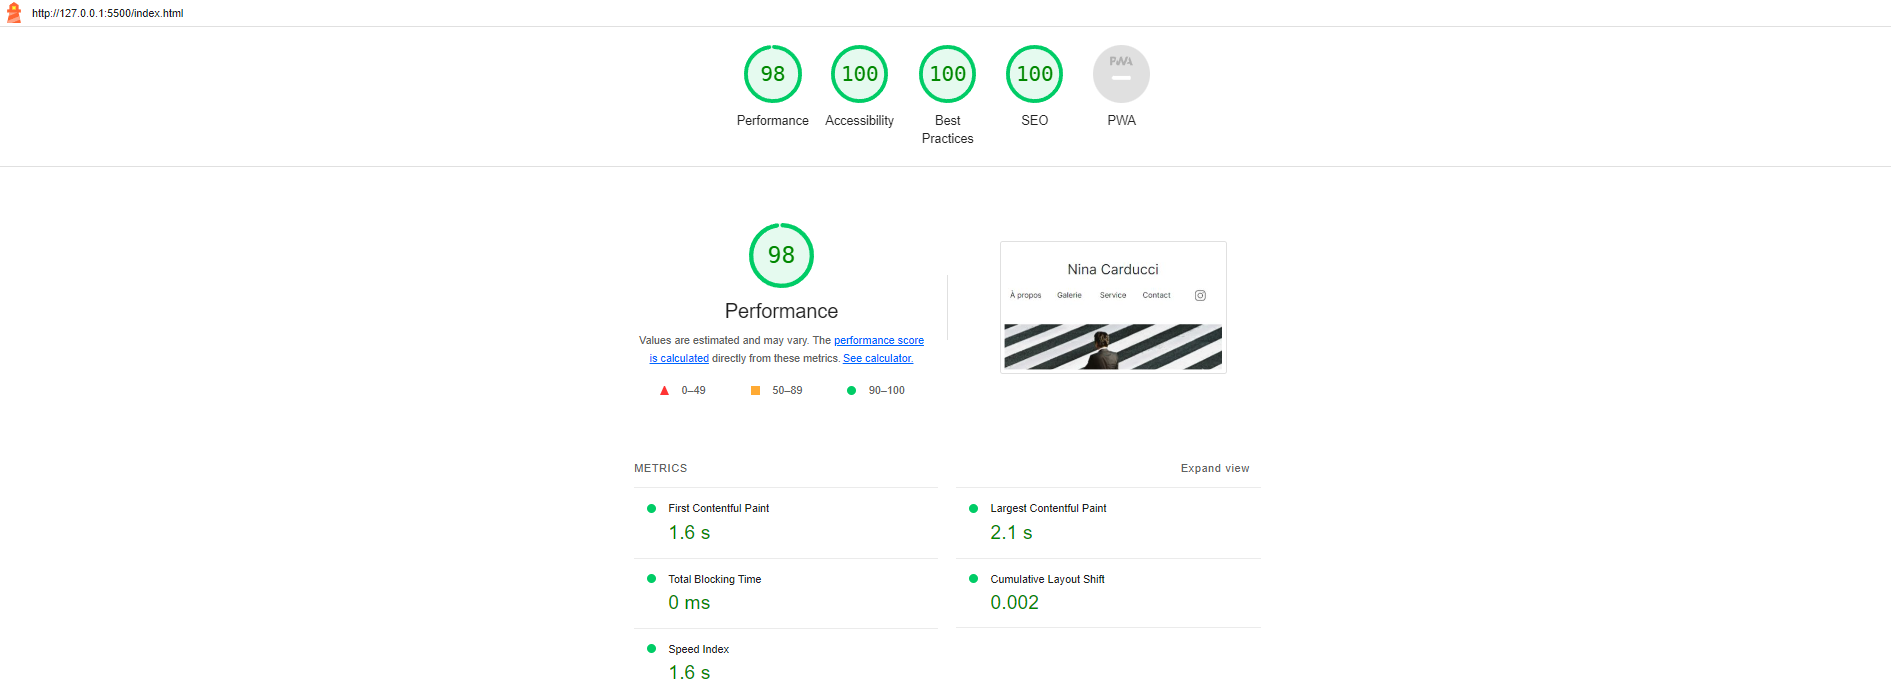 http://127.0.0.1:5500/index.html
98
100
100
100
PWA
Performance
Accessibility
Best
Practices
SEO
PWA
98
Performance
Values are estimated and may vary. The performance score
is calculated directly from these metrics. See calculator.
0–49
50–89
90–100
Nina Carducci
À propos
Galerie
Service
Contact
METRICS
Expand view
First Contentful Paint
1.6 s
Largest Contentful Paint
2.1 s
Total Blocking Time
0 ms
Cumulative Layout Shift
0.002
Speed Index
1.6 s